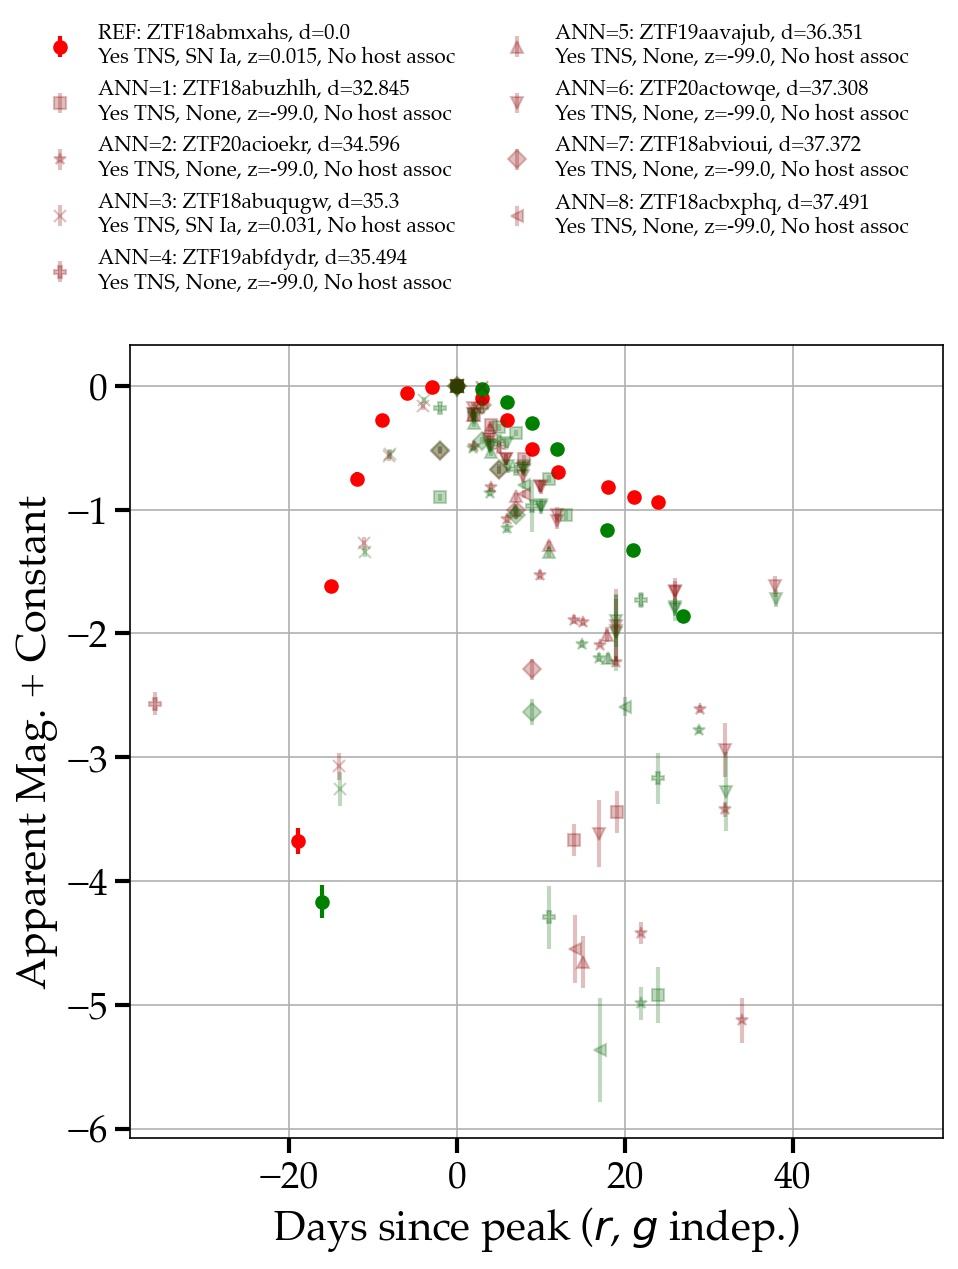 REF: ZTF18abmxahs, d=0.0
Yes TNS, SN Ia, z=0.015, No host assoc
ANN=1: ZTF18abuzhlh, d=32.845
Yes TNS, None, z=-99.0, No host assoc
ANN=2: ZTF20acioekr, d=34.596
Yes TNS, None, z=-99.0, No host assoc
ANN=3: ZTF18abuqugw, d=35.3
Yes TNS, SN Ia, z=0.031, No host assoc
ANN=4: ZTF19abfdydr, d=35.494
Yes TNS, None, z=-99.0, No host assoc
ANN=5: ZTF19aavajub, d=36.351
Yes TNS, None, z=-99.0, No host assoc
ANN=6: ZTF20actowqe, d=37.308
Yes TNS, None, z=-99.0, No host assoc
ANN=7: ZTF18abvioui, d=37.372
Yes TNS, None, z=-99.0, No host assoc
ANN=8: ZTF18acbxphq, d=37.491
Yes TNS, None, z=-99.0, No host assoc
Apparent Mag. + Constant
0
−1
−2
−3
−4
−5
−6
−20 0 20 40
Days since peak (r, g indep.)